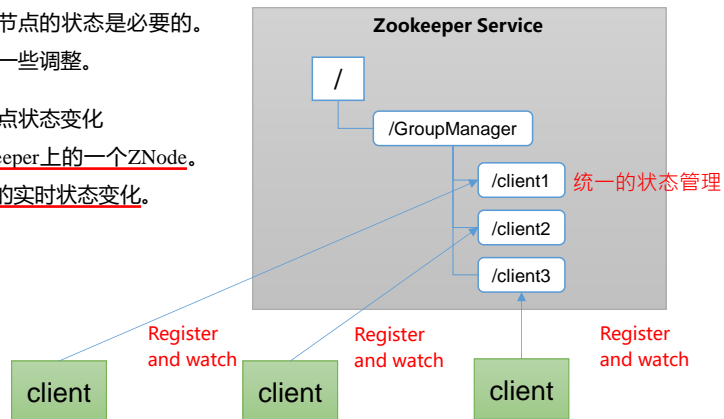 节点的状态是必要的。
一些调整。
点状态变化
eeper上的一个ZNode。
的实时状态变化。
Zookeeper Service
/
/GroupManager
/client1
统一的状态管理
/client2
/client3
Register
and watch
Register
and watch
Register
and watch
client
client
client